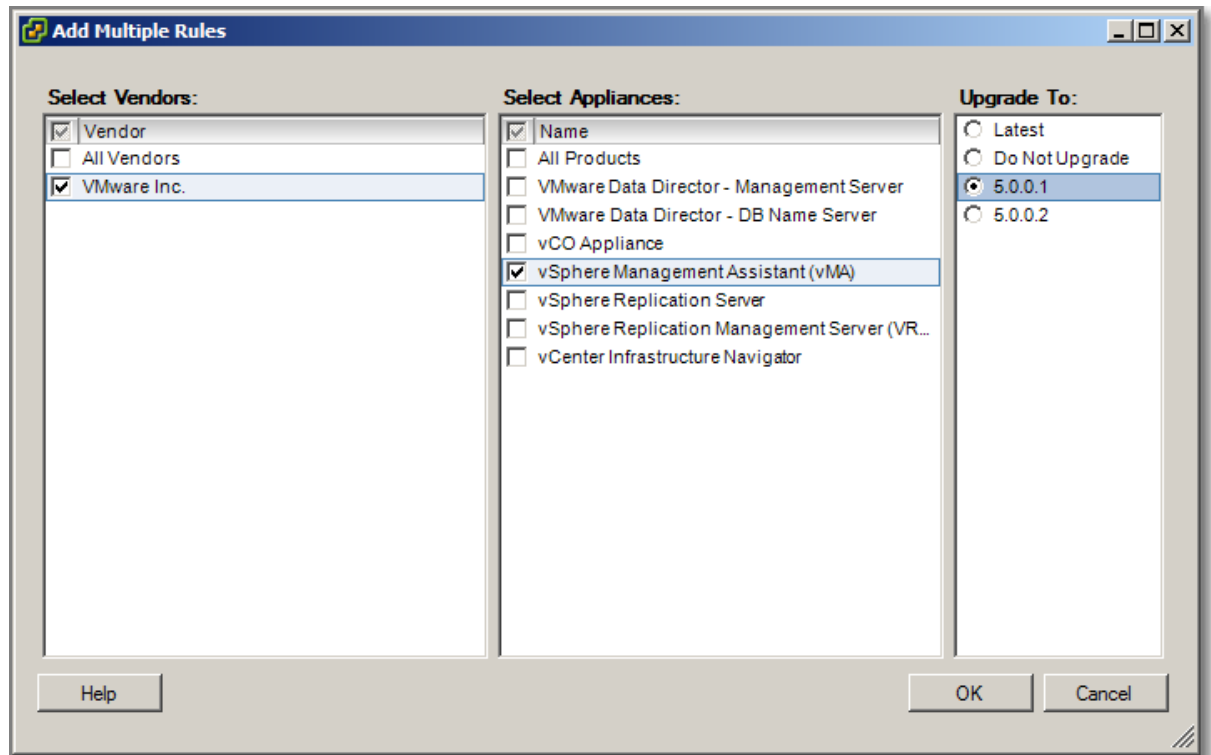 Add Multiple Rules
Select Vendors:
Vendor
All Vendors
VMware Inc.
Select Appliances:
Name
All Products
VMware Data Director - Management Server
VMware Data Director - DB Name Server
vCO Appliance
vSphere Management Assistant (vMA)
vSphere Replication Server
vSphere Replication Management Server (VR...
vCenter Infrastructure Navigator
Upgrade To:
Latest
Do Not Upgrade
5.0.0.1
5.0.0.2
Help
OK
Cancel